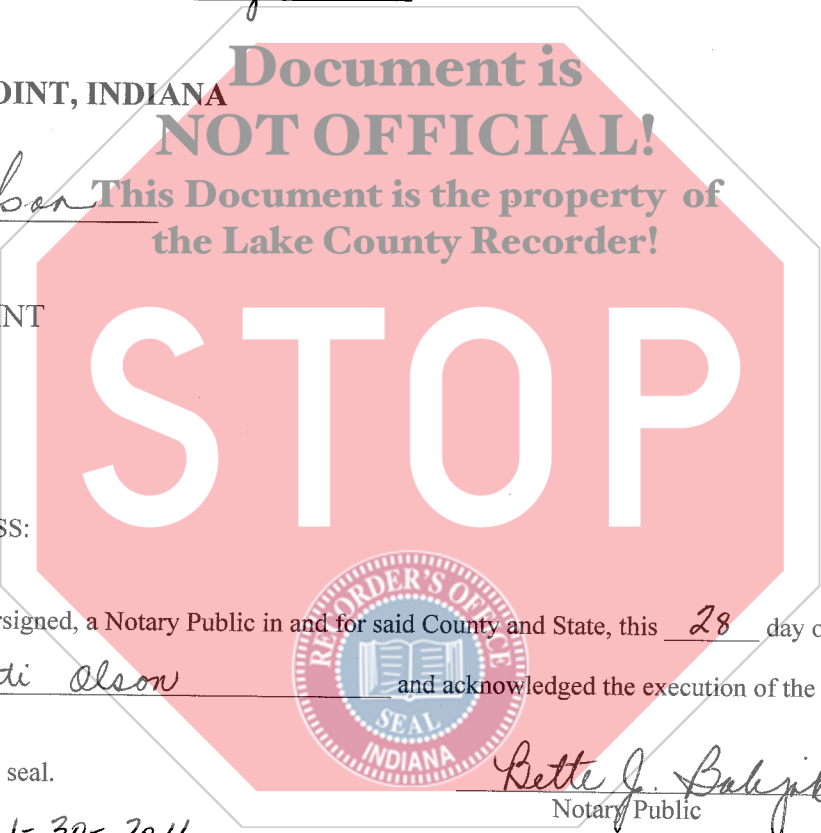 Document is
OINT, INDIANA
NOT OFFICIAL!
This Document is the property of
the Lake County Recorder!
NT
STOP
SS:
RECORDER'S OFFICE
rsigned, a Notary Public in and for said County and State, this 28 day o
ti Olson and acknowledged the execution of the
SEAL
INDIANA
seal.
Bette J.
Notary Public